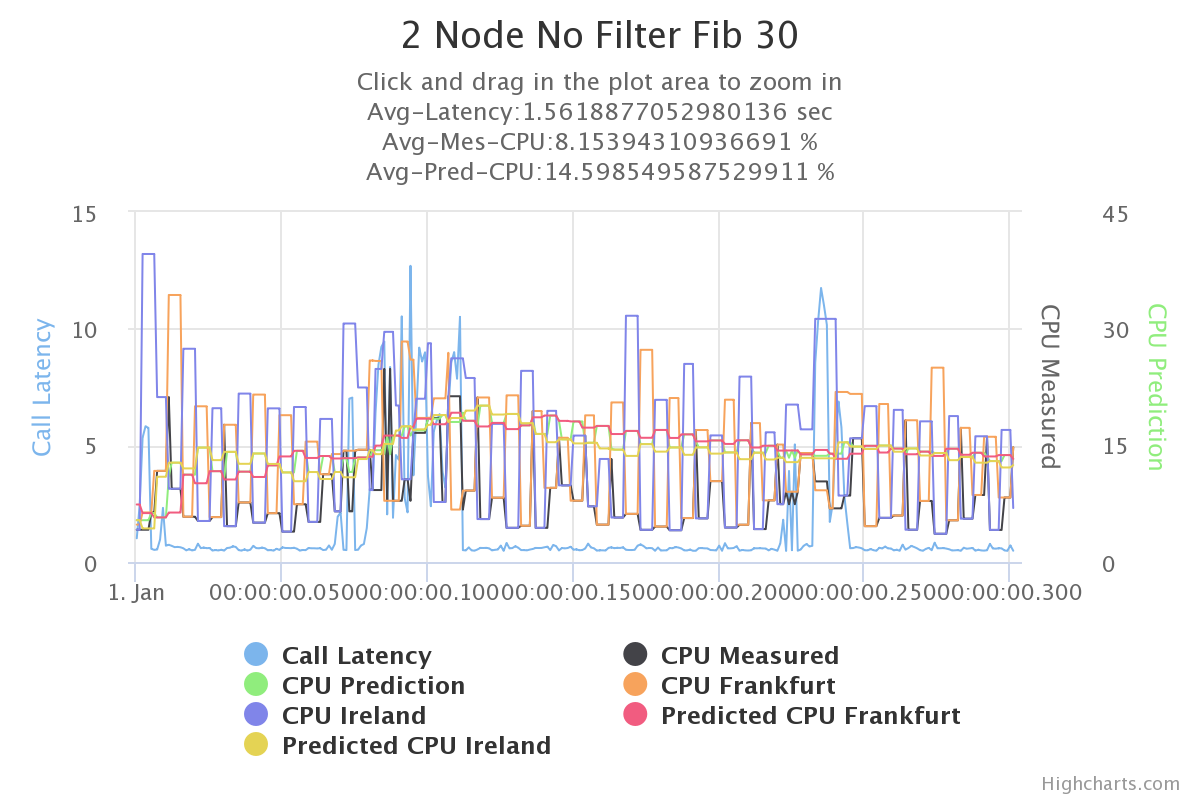 2 Node No Filter Fib 30
Click and drag in the plot area to zoom in
Avg-Latency:1.5618877052980136 sec
Avg-Mes-CPU:8.15394310936691 %
Avg-Pred-CPU:14.598549587529911 %
15
10
5
0
Call Latency
45
30
15
0
CPU Measured
CPU Prediction
1. Jan
00:00:00.050
00:00:00.100
00:00:00.150
00:00:00.200
00:00:00.250
00:00:00.300
Call Latency
CPU Measured
CPU Prediction
CPU Frankfurt
CPU Ireland
Predicted CPU Frankfurt
Predicted CPU Ireland
Highcharts.com